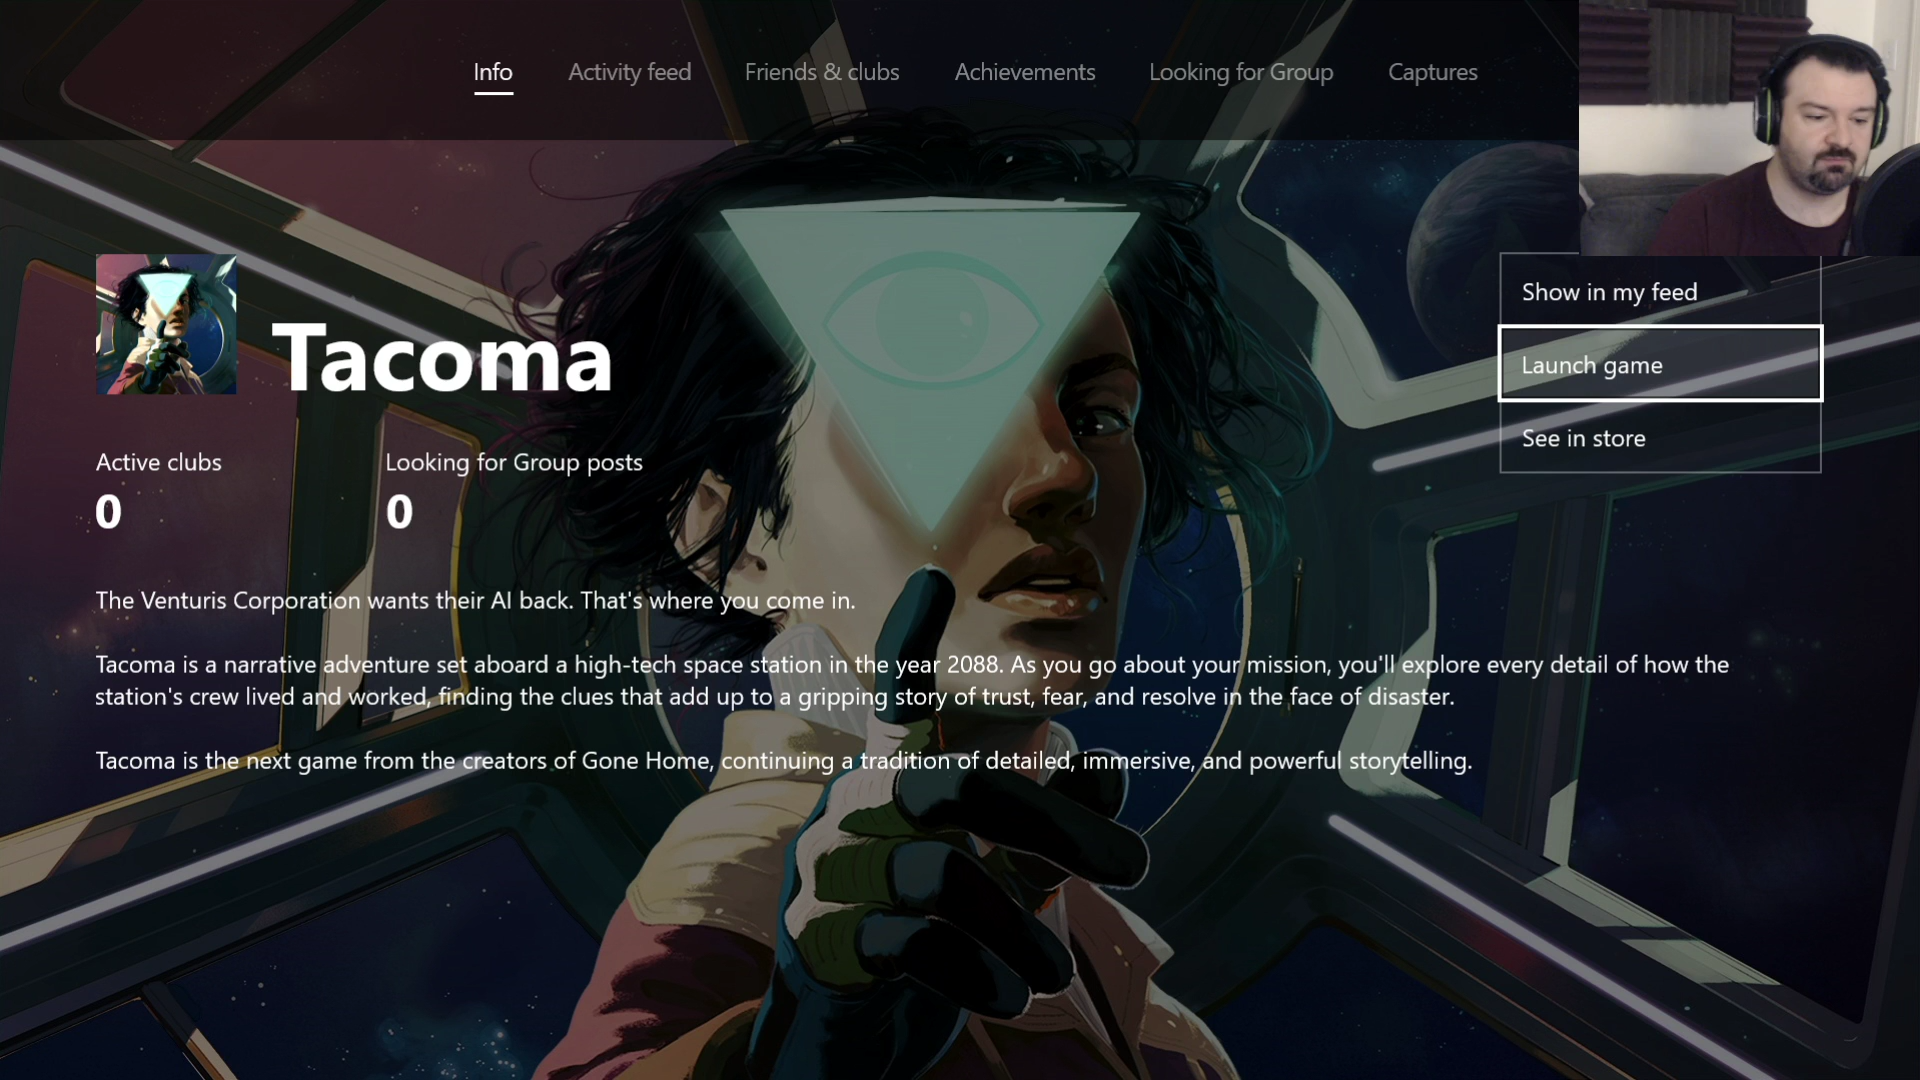 Info
Activity feed
Friends & clubs
Achievements
Looking for Group
Captures
Tacoma
Show in my feed
Launch game
See in store
Active clubs
0
Looking for Group posts
0
The Venturis Corporation wants their AI back. That's where you come in.
Tacoma is a narrative adventure set aboard a high-tech space station in the year 2088. As you go about your mission, you'll explore every detail of how the
station's crew lived and worked, finding the clues that add up to a gripping story of trust, fear, and resolve in the face of disaster.
Tacoma is the next game from the creators of Gone Home, continuing a tradition of detailed, immersive, and powerful storytelling.